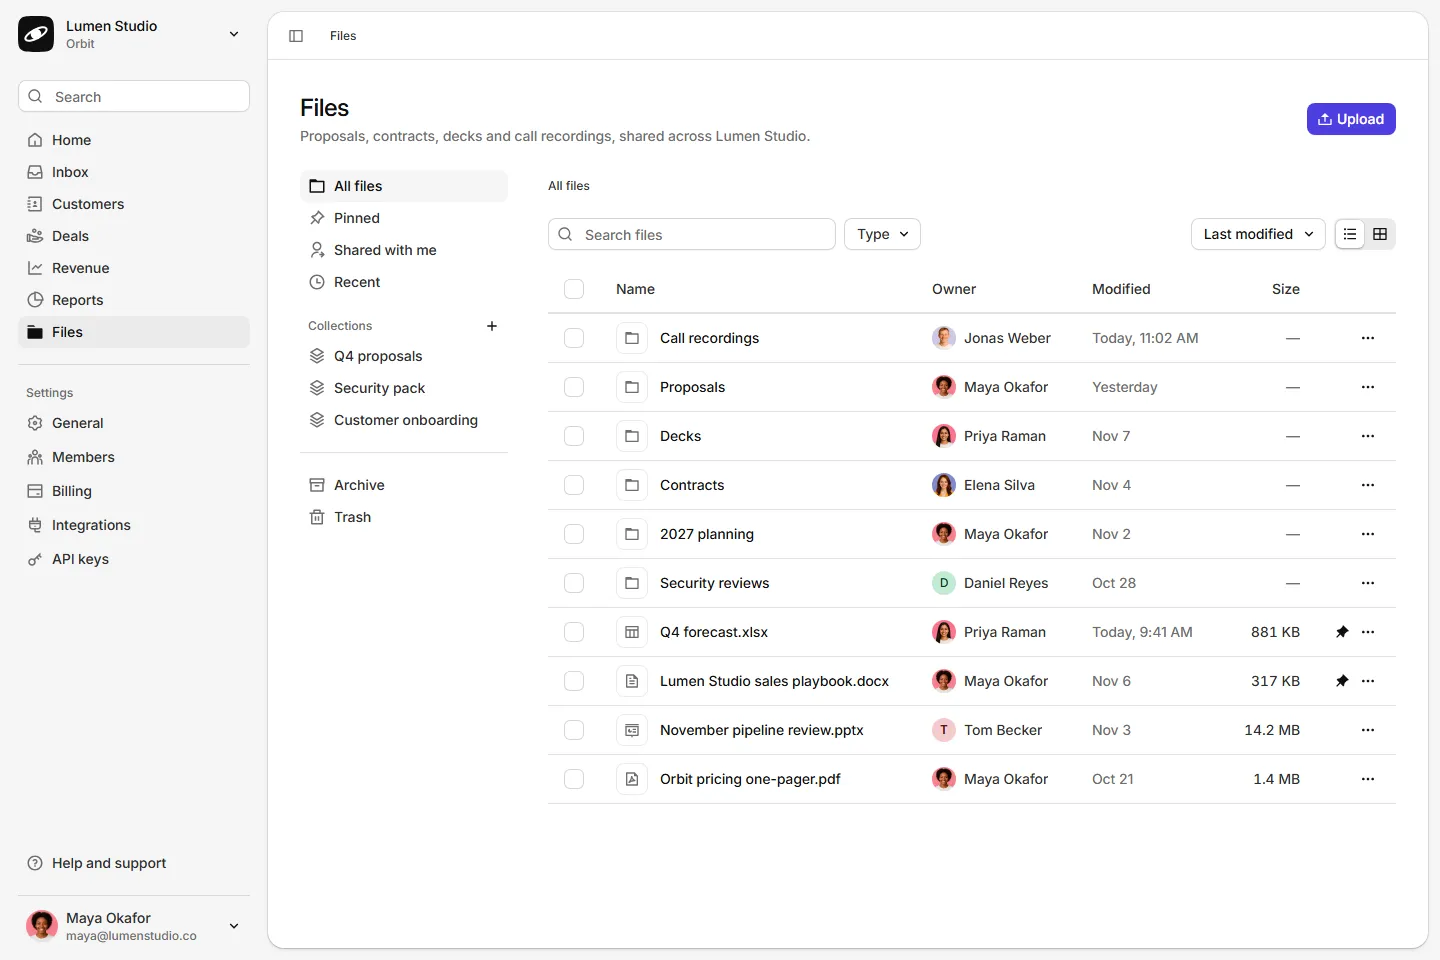 Lumen Studio
Orbit
Search
Home
Inbox
Customers
Deals
Revenue
Reports
Files
Settings
General
Members
Billing
Integrations
API keys
Help and support
Maya Okafor
maya@lumenstudio.co
Files
Files
Proposals, contracts, decks and call recordings, shared across Lumen Studio.
Upload
All files
Pinned
Shared with me
Recent
Collections
Q4 proposals
Security pack
Customer onboarding
Archive
Trash
All files
Search files
Type
Last modified
Name Owner Modified Size
Call recordings Jonas Weber Today, 11:02 AM —
Proposals Maya Okafor Yesterday —
Decks Priya Raman Nov 7 —
Contracts Elena Silva Nov 4 —
2027 planning Maya Okafor Nov 2 —
Security reviews D Daniel Reyes Oct 28 —
Q4 forecast.xlsx Priya Raman Today, 9:41 AM 881 KB
Lumen Studio sales playbook.docx Maya Okafor Nov 6 317 KB
November pipeline review.pptx T Tom Becker Nov 3 14.2 MB
Orbit pricing one-pager.pdf Maya Okafor Oct 21 1.4 MB